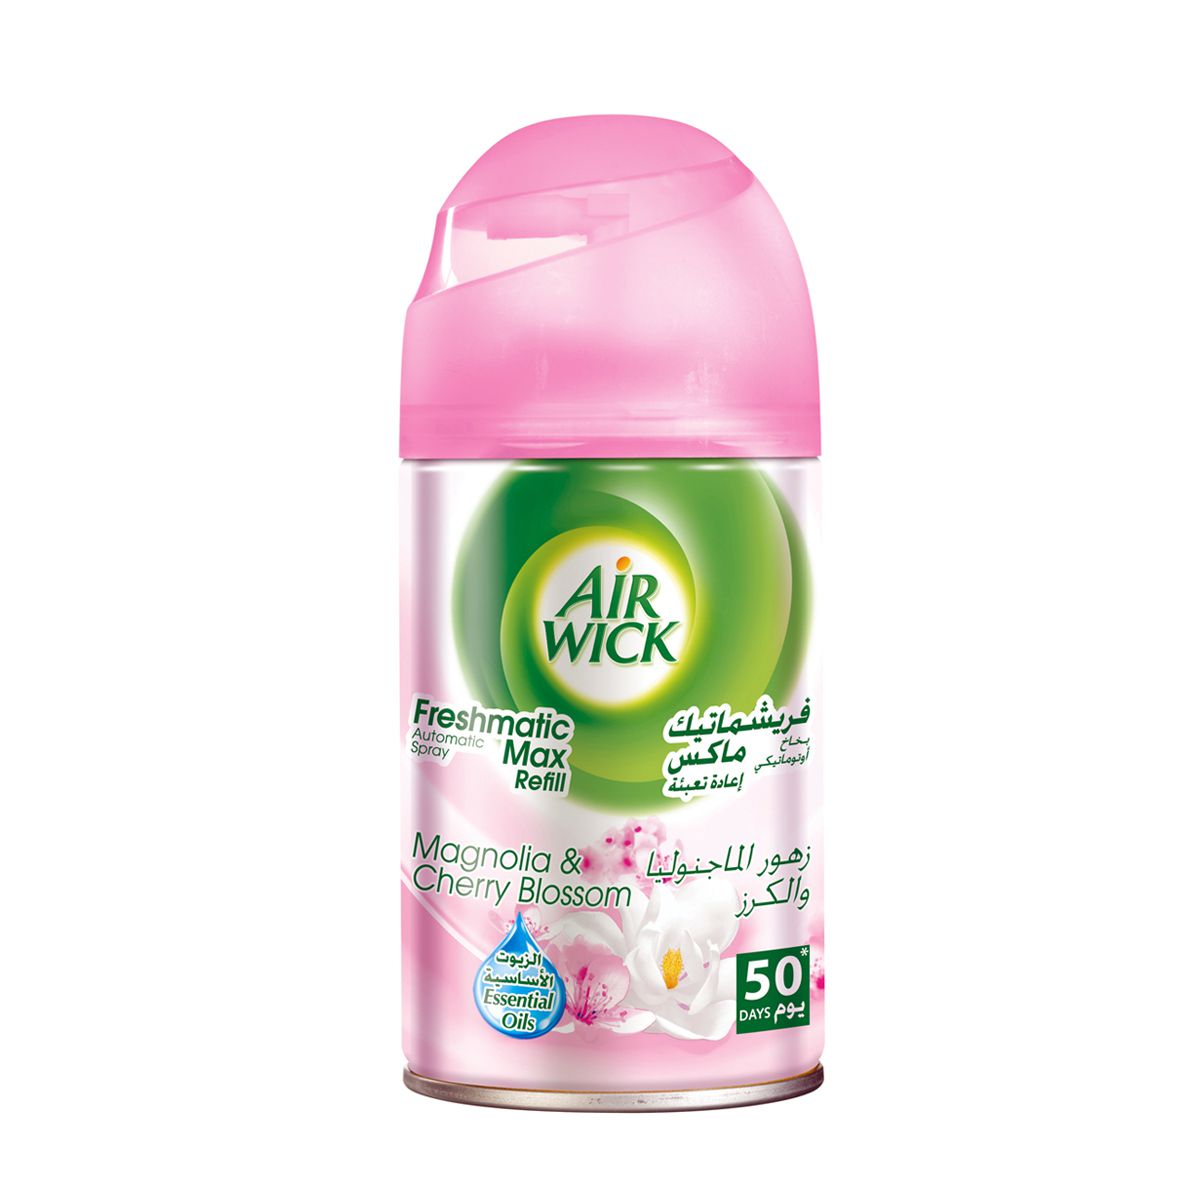 AIR
WICK
Freshmatic
Automatic
Spray
Max
Refill
فريشماتيك
بخاخ
أوتوماتيكي
ماكس
إعادة تعبئة
Magnolia &
Cherry Blossom
زهور الماجنوليا
والكرز
الزيوت
الأساسية
Essential
Oils
50*
DAYS يوم